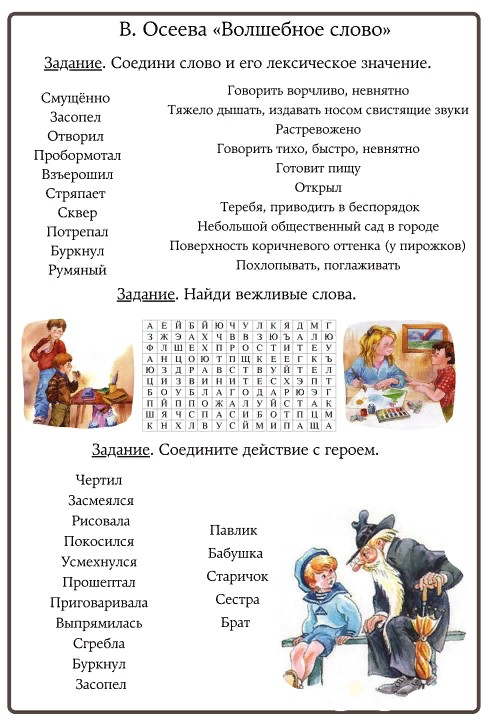 В. Осеева «Волшебное слово»
Задание. Соедини слово и его лексическое значение.
Смущённо
Засопел
Отворил
Пробормотал
Взъерошил
Стряпает
Сквер
Потрепал
Буркнул
Румяный
Говорить ворчливо, невнятно
Тяжело дышать, издавать носом свистящие звуки
Растревожено
Говорить тихо, быстро, невнятно
Готовит пищу
Открыл
Теребя, приводить в беспорядок
Небольшой общественный сад в городе
Поверхность коричневого оттенка (у пирожков)
Похлопывать, поглаживать
Задание. Найди вежливые слова.
А Е Й Б Й Ю Ч У Л К Я Д М Г
З Ж Э А Х Ч В В З Ю Ъ А Л Ю
Ф Л Ш Е Х П Р О С Т И Т Е У
А Н Ц О Ю Т П Щ К Е Е Г К Ъ
Ю З Д Р А В С Т В У Й Т Е Л
Ц И З В И Н И Т Е С Х Э П Т
Б О У Б Л А Г О Д А Р Ю Э Г
П Й П П О Ж А Л У Й С Т А К
Ш Я Ч С П А С И Б О Т П Ц М
К Н Х Л В У С Й М И П А Щ А
Задание. Соедините действие с героем.
Чертил
Засмеялся
Рисовала
Покосился
Усмехнулся
Прошептал
Приговаривала
Выпрямилась
Сгребла
Буркнул
Засопел
Павлик
Бабушка
Старичок
Сестра
Брат